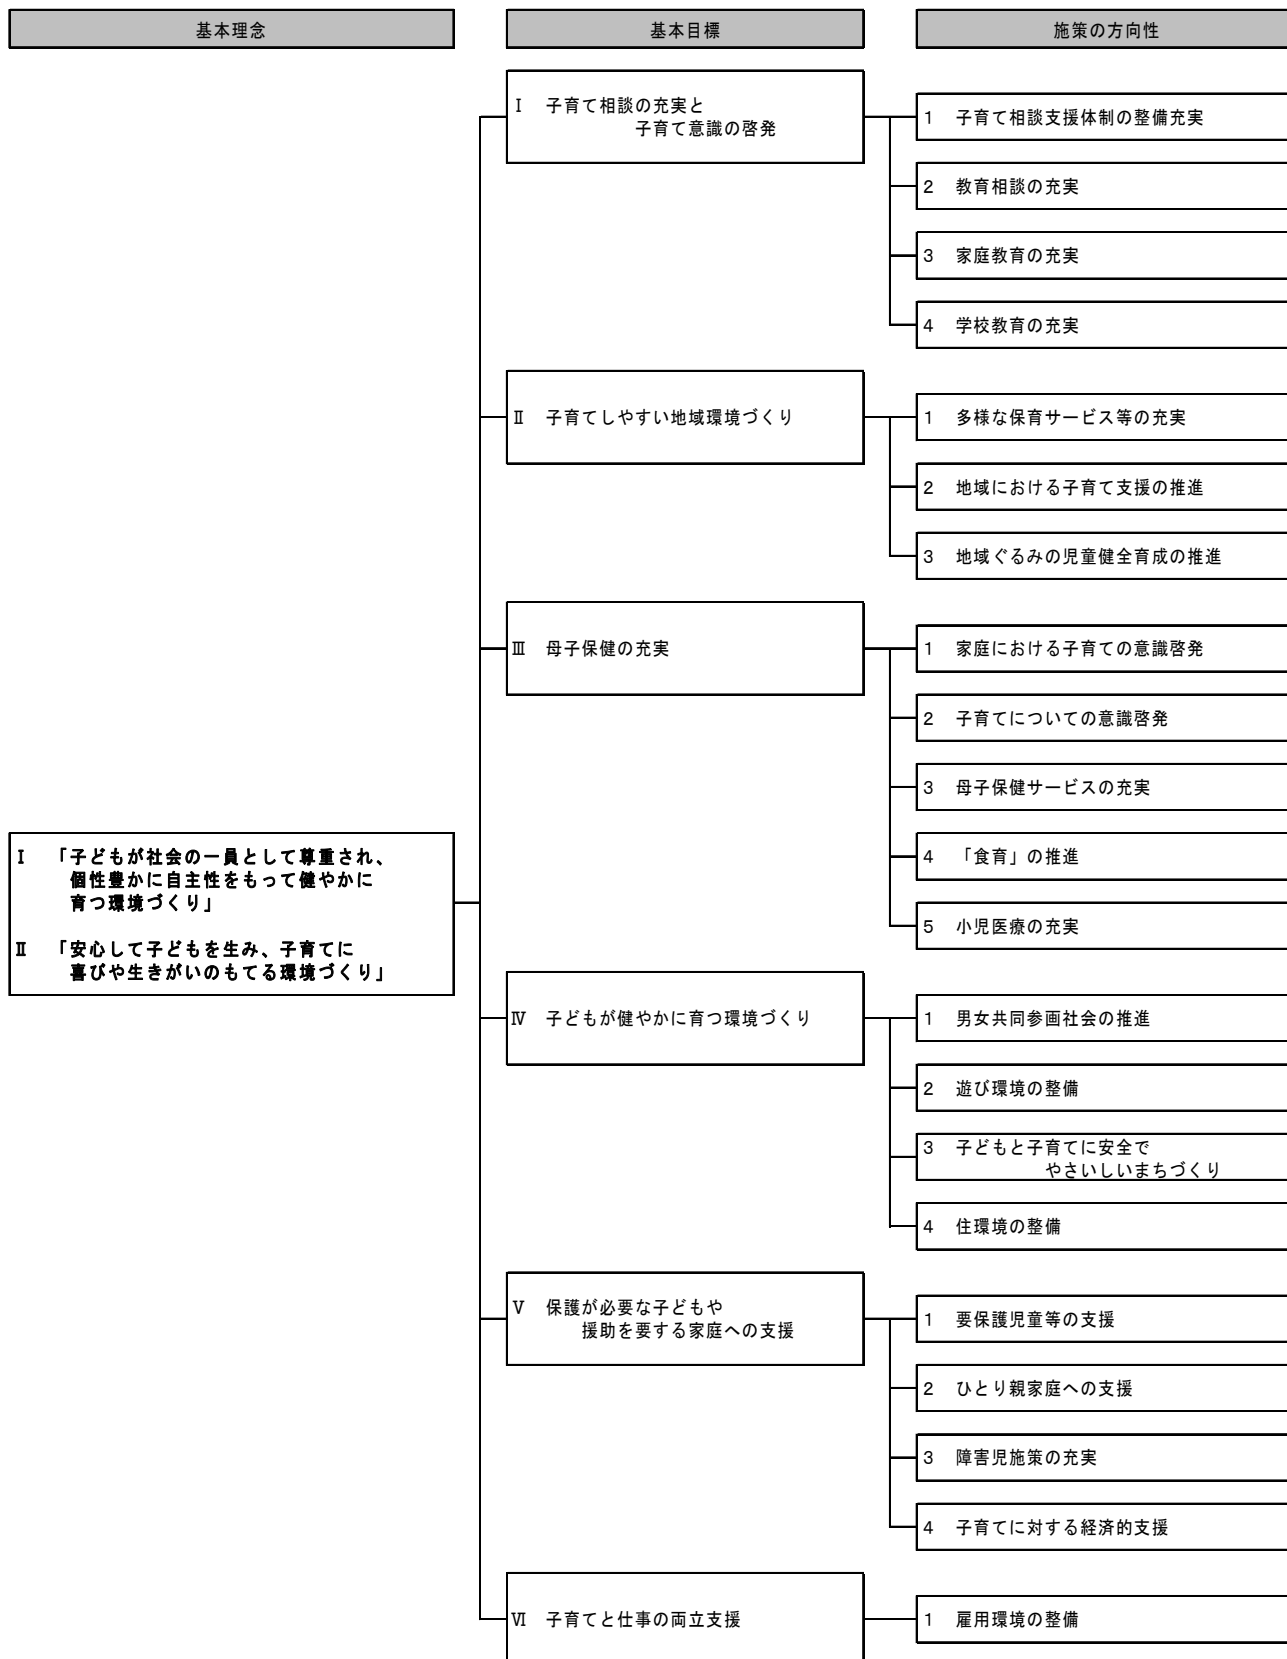 基本理念
基本目標
施策の方向性
Ⅰ 「子どもが社会の一員として尊重され、
個性豊かに自主性をもって健やかに
育つ環境づくり」
Ⅱ 「安心して子どもを生み、子育てに
喜びや生きがいのもてる環境づくり」
Ⅰ 子育て相談の充実と
子育て意識の啓発
1 子育て相談支援体制の整備充実
2 教育相談の充実
3 家庭教育の充実
4 学校教育の充実
Ⅱ 子育てしやすい地域環境づくり
1 多様な保育サービス等の充実
2 地域における子育て支援の推進
3 地域ぐるみの児童健全育成の推進
Ⅲ 母子保健の充実
1 家庭における子育ての意識啓発
2 子育てについての意識啓発
3 母子保健サービスの充実
4 「食育」の推進
5 小児医療の充実
Ⅳ 子どもが健やかに育つ環境づくり
1 男女共同参画社会の推進
2 遊び環境の整備
3 子どもと子育てに安全で
やさいしいまちづくり
4 住環境の整備
Ⅴ 保護が必要な子どもや
援助を要する家庭への支援
1 要保護児童等の支援
2 ひとり親家庭への支援
3 障害児施策の充実
4 子育てに対する経済的支援
Ⅵ 子育てと仕事の両立支援
1 雇用環境の整備